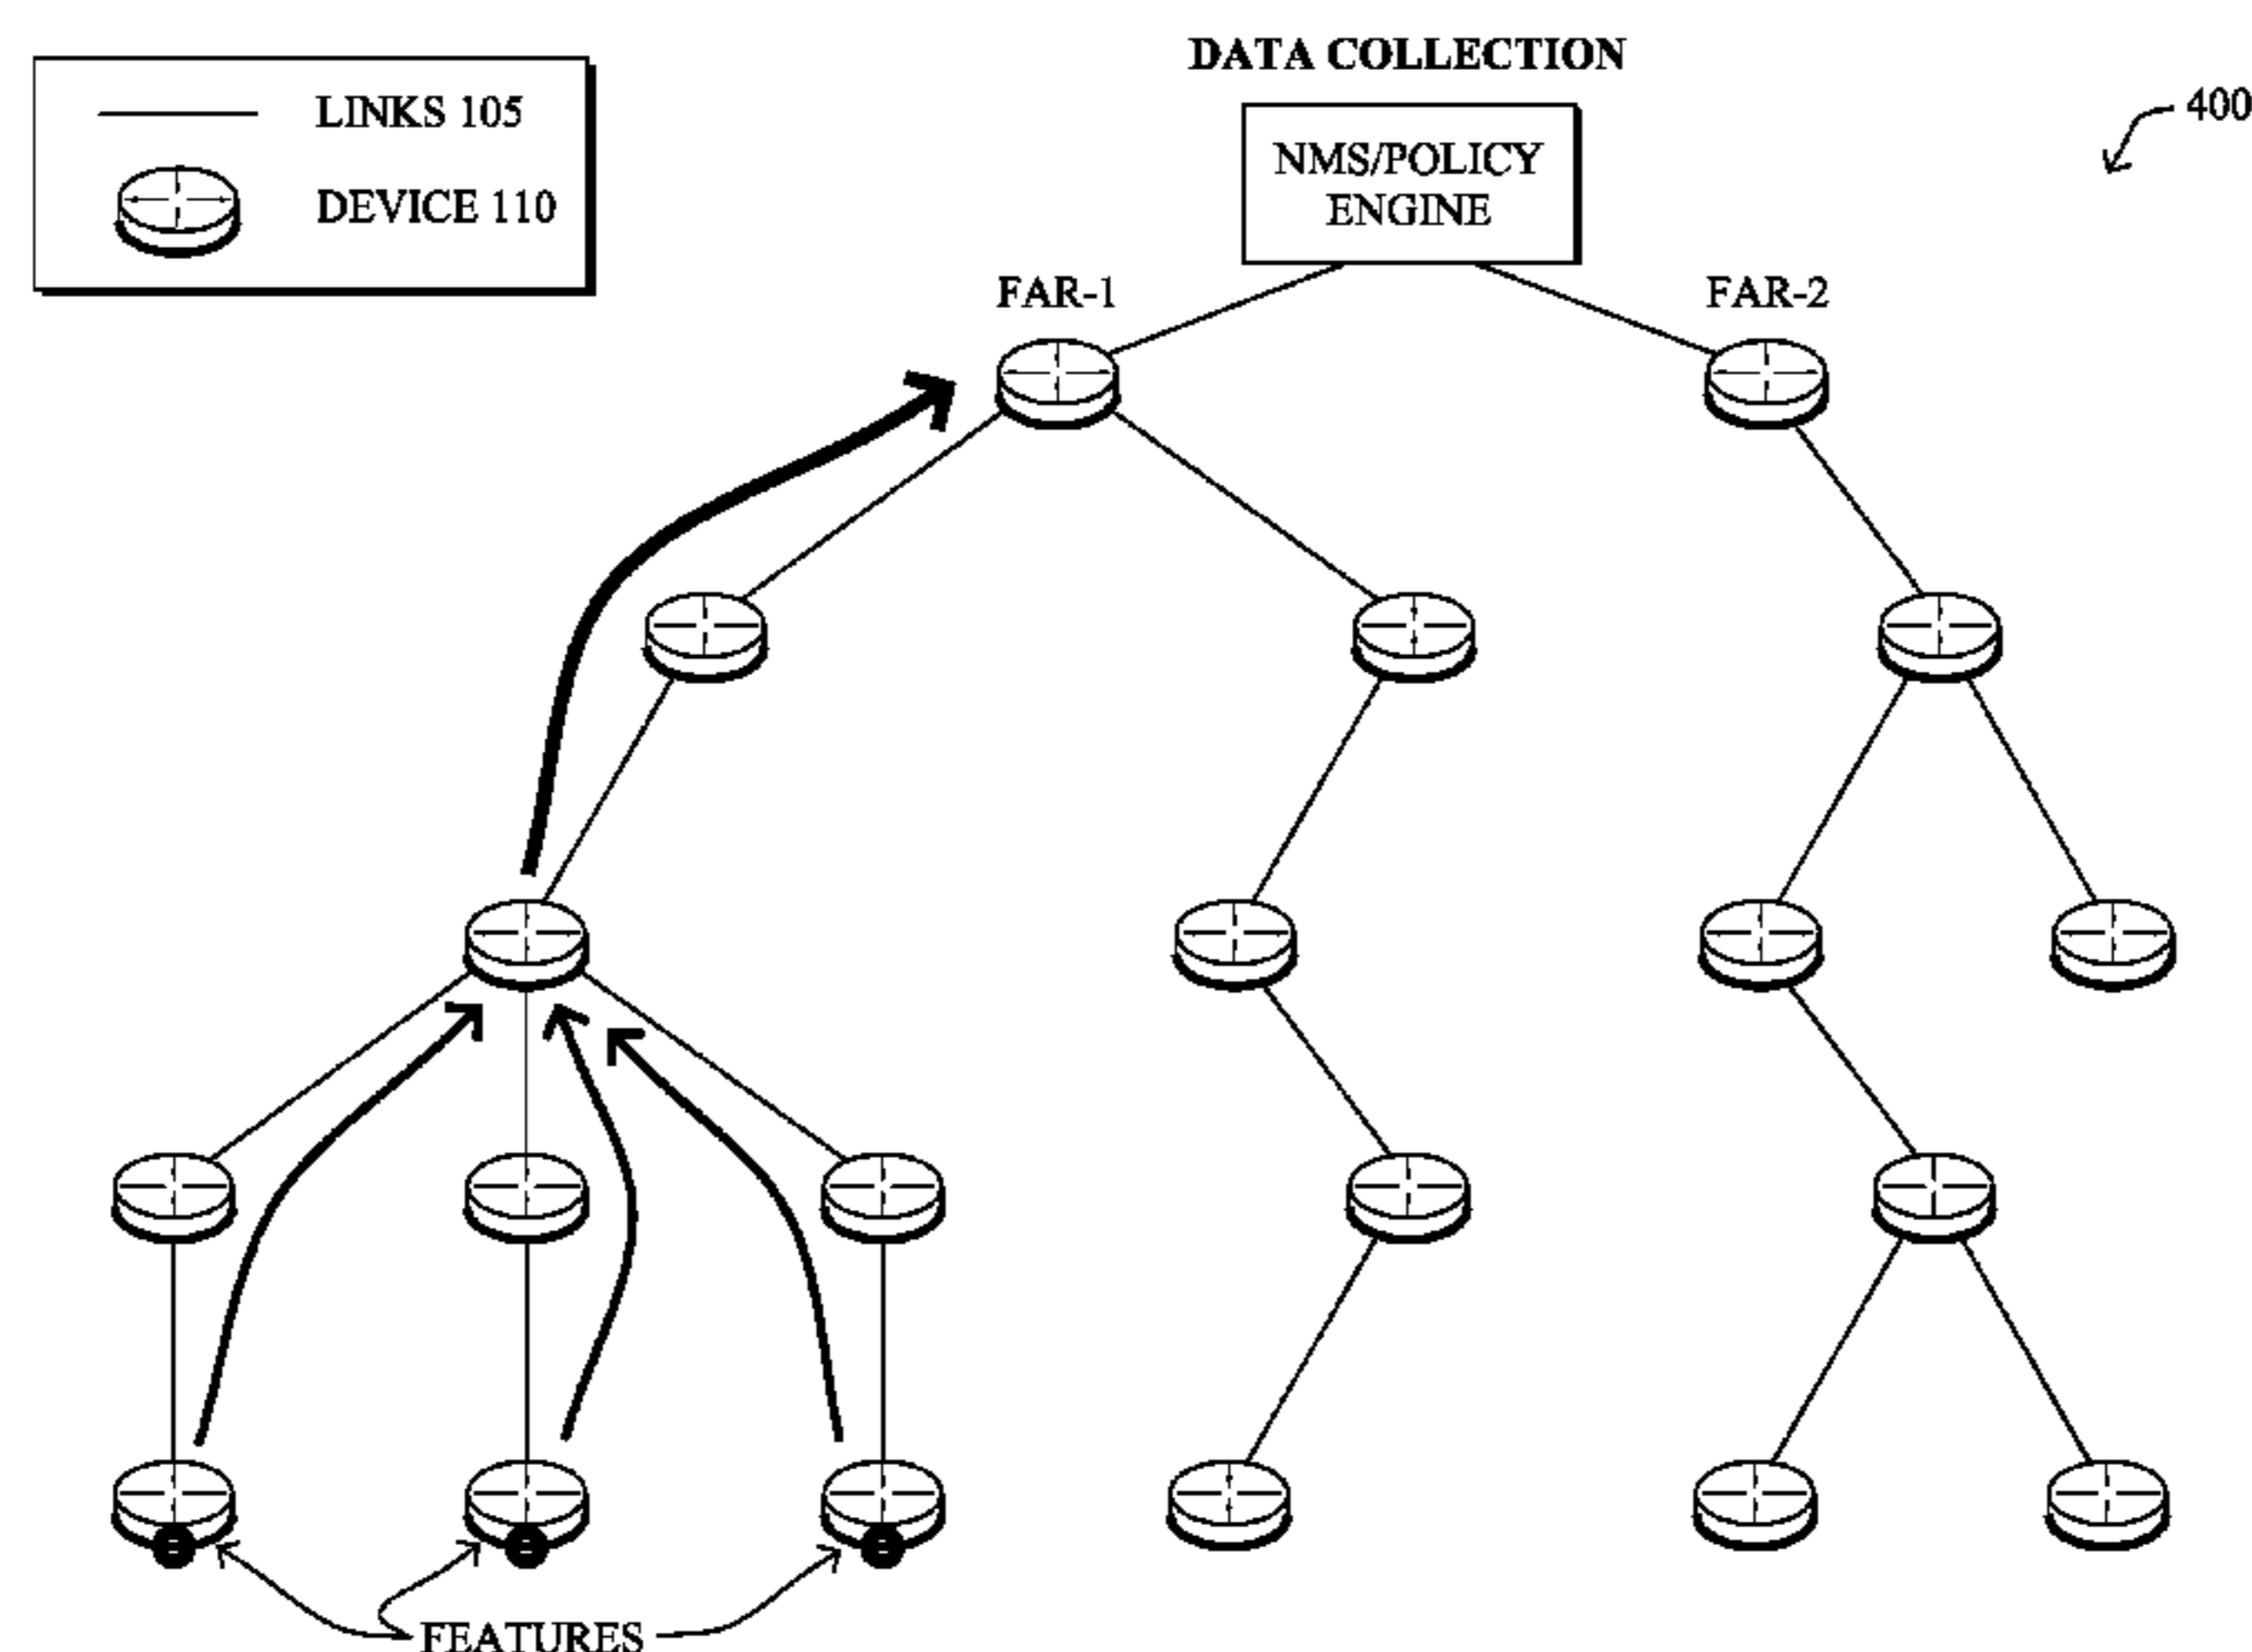 DATA COLLECTION
LINKS 105
DEVICE 110
NMS/POLICY
ENGINE
400
FAR-1
FAR-2
FEATURES